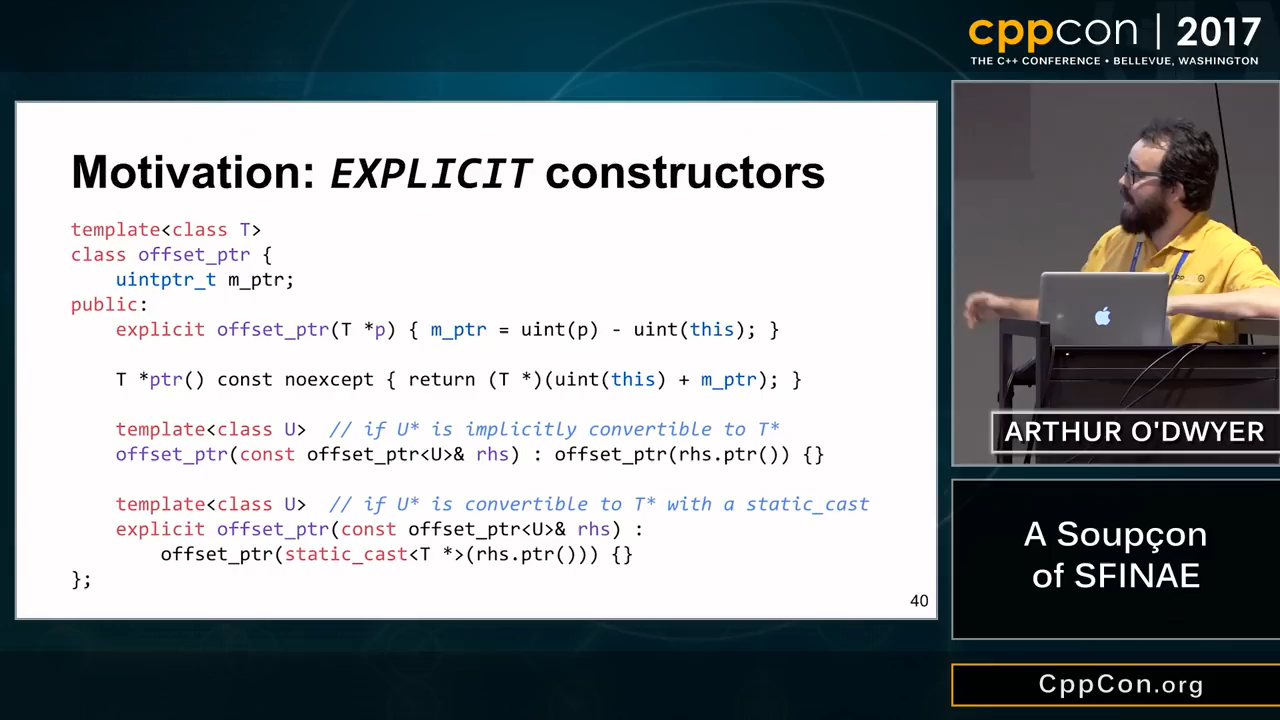 cppcon | 2017
THE C++ CONFERENCE • BELLEVUE, WASHINGTON
Motivation: EXPLICIT constructors
template<class T>
class offset_ptr {
uintptr_t m_ptr;
public:
explicit offset_ptr(T *p) { m_ptr = uint(p) - uint(this); }
T *ptr() const noexcept { return (T *)(uint(this) + m_ptr); }
template<class U> // if U* is implicitly convertible to T*
offset_ptr(const offset_ptr<U>& rhs) : offset_ptr(rhs.ptr()) {}
template<class U> // if U* is convertible to T* with a static_cast
explicit offset_ptr(const offset_ptr<U>& rhs) :
offset_ptr(static_cast<T *>(rhs.ptr())) {}
};
40
ARTHUR O'DWYER
A Soupçon
of SFINAE
CppCon.org